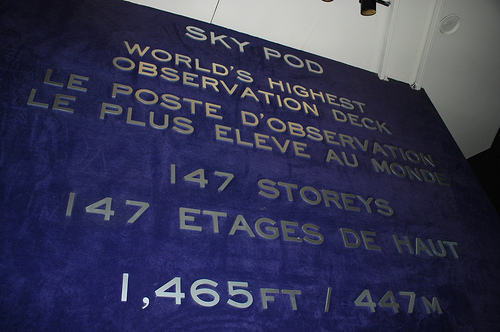 SKY POD
WORLD'S HIGHEST
OBSERVATION DECK
LE POSTE D'OBSERVATION
LE PLUS ELEVE AU MONDE
147 STOREYS
147 ETAGES DE HAUT
1,465FT / 447M